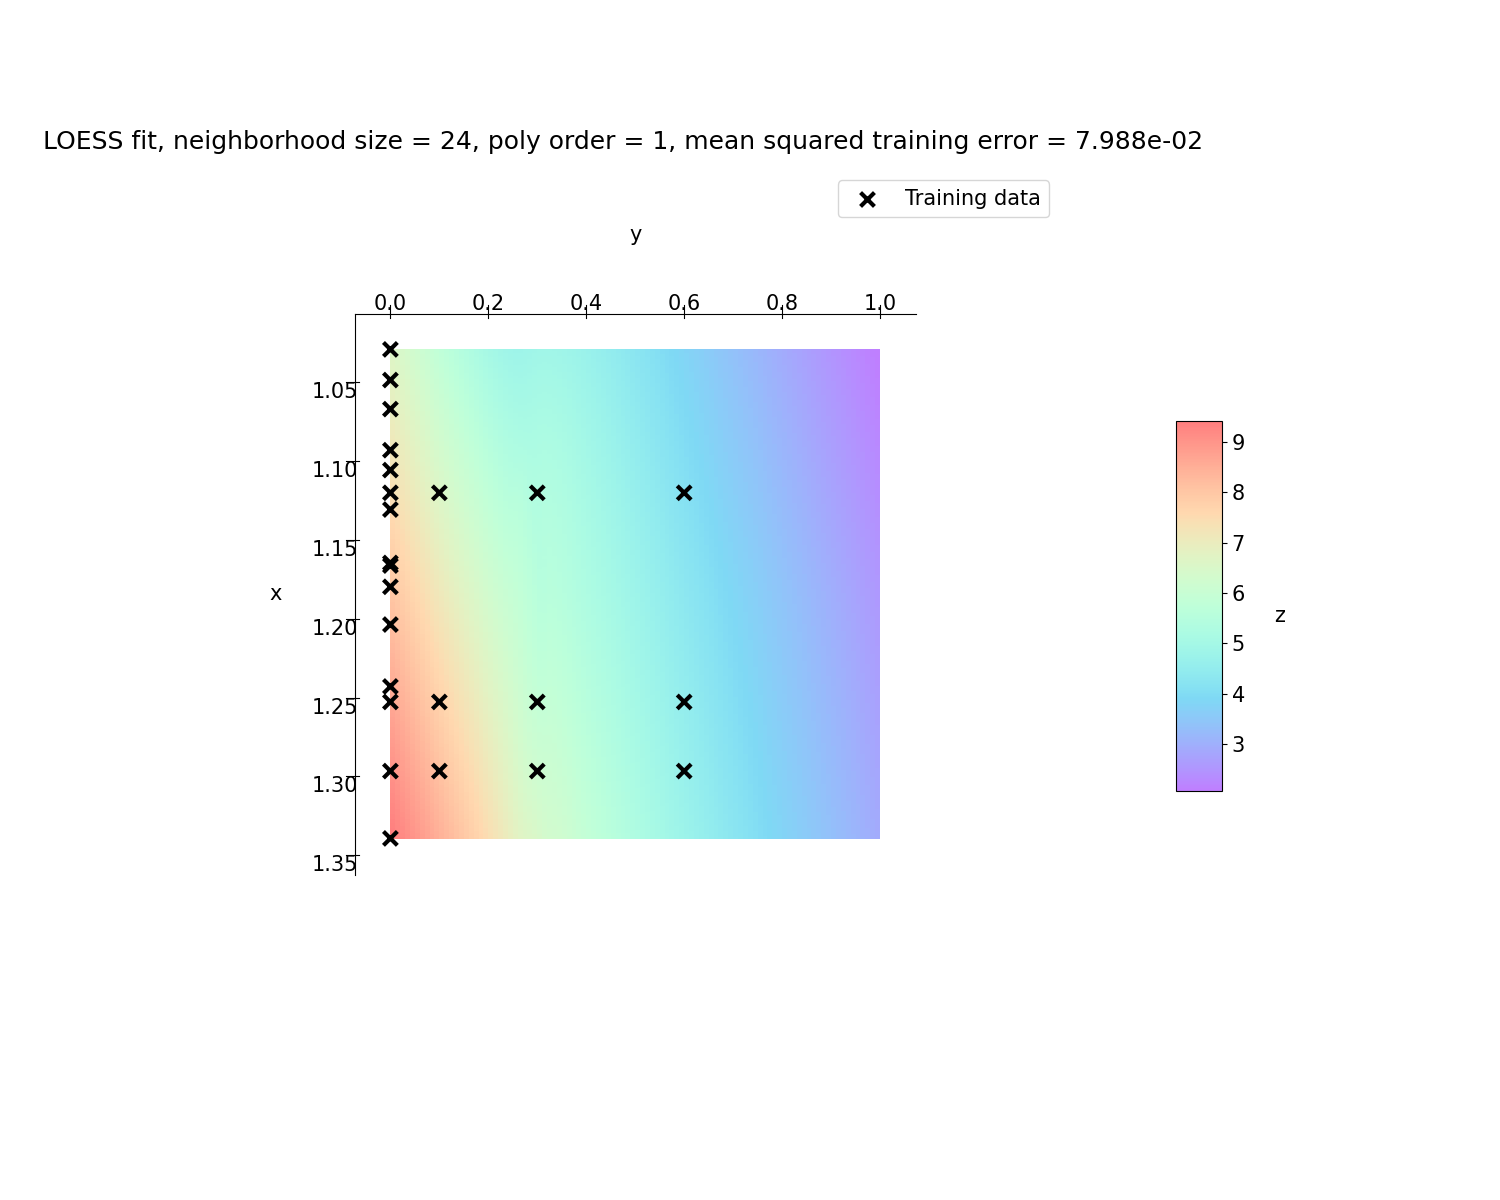 LOESS fit, neighborhood size = 24, poly order = 1, mean squared training error = 7.988e-02
Training data
y
0.0 0.2 0.4 0.6 0.8 1.0
1.05
1.10
1.15
1.20
1.25
1.30
1.35
x
9
8
7
6
5
4
3
z